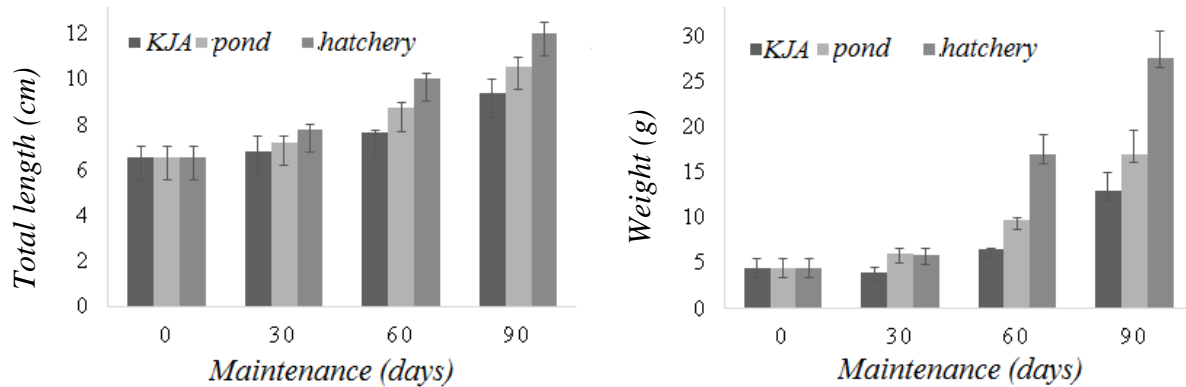 Total length (cm)
12
10
8
6
4
2
0
KJA pond .hatchery
0 30 60 90
Maintenance (days)
Weight (g)
30
25
20
15
10
5
0
KJA pond .hatchery
0 30 60 90
Maintenance (days)